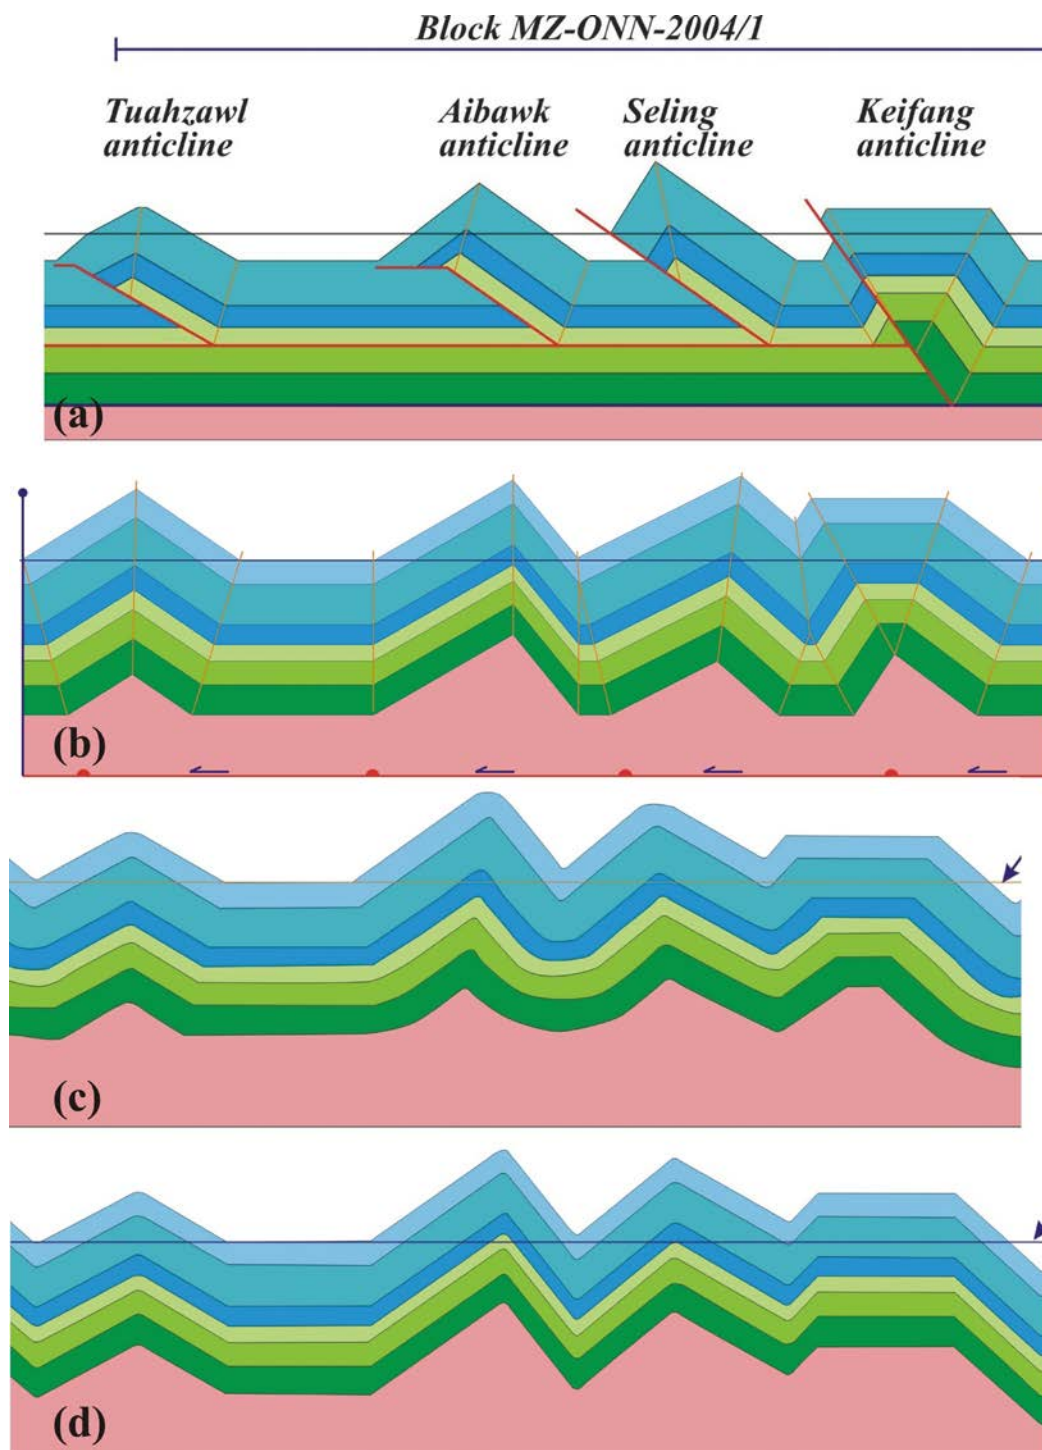 Block MZ-ONN-2004/1
Tuahzawl anticline
Aibawk anticline
Seling anticline
Keifang anticline
(a)
(b)
(c)
(d)